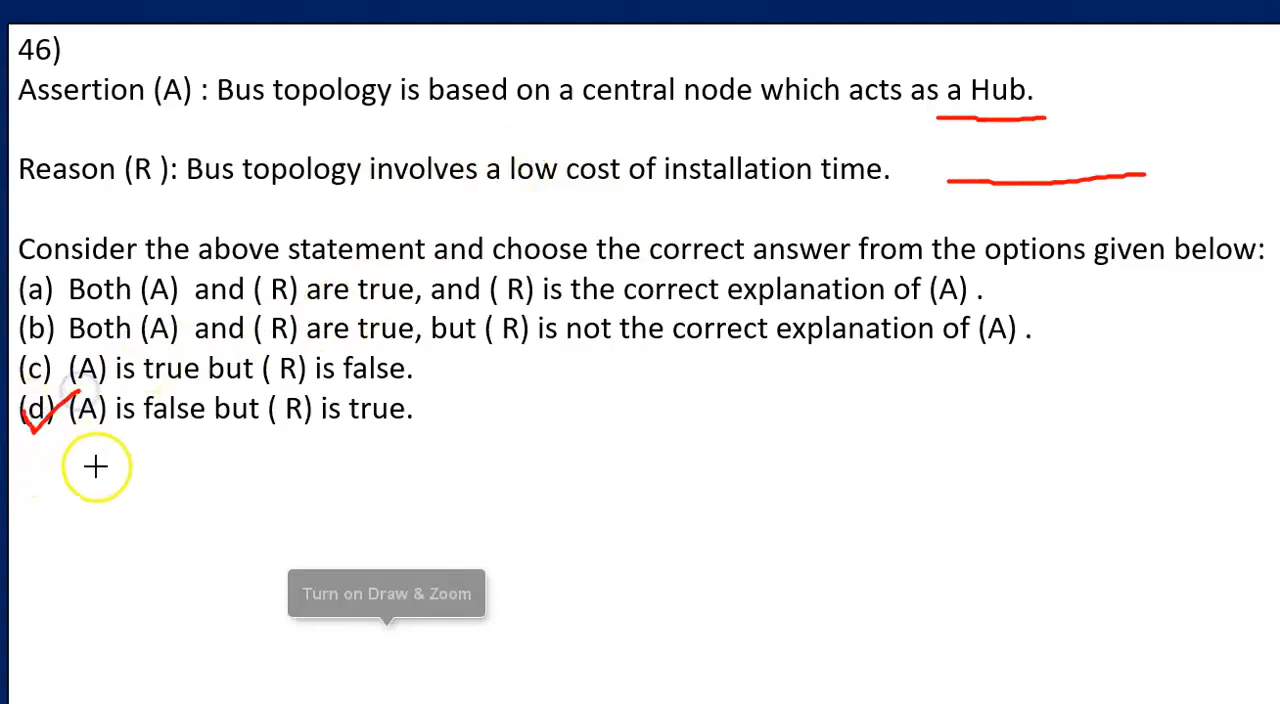 46)
Assertion (A) : Bus topology is based on a central node which acts as a Hub.
Reason (R ): Bus topology involves a low cost of installation time.
Consider the above statement and choose the correct answer from the options given below:
(a) Both (A) and ( R) are true, and ( R) is the correct explanation of (A) .
(b) Both (A) and ( R) are true, but ( R) is not the correct explanation of (A) .
(c) (A) is true but ( R) is false.
(d) (A) is false but ( R) is true.
Turn on Draw & Zoom